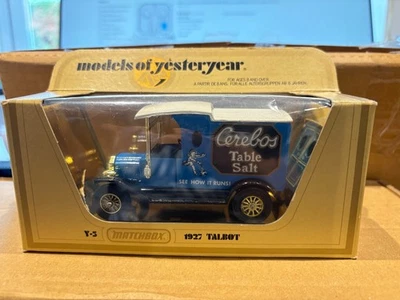 models of yesteryear
FOR AGES 8 AND OVER
Cerebos
Table
Salt
SEE HOW IT RUNS!
Y-5 MATCHBOX 1927 TALBOT